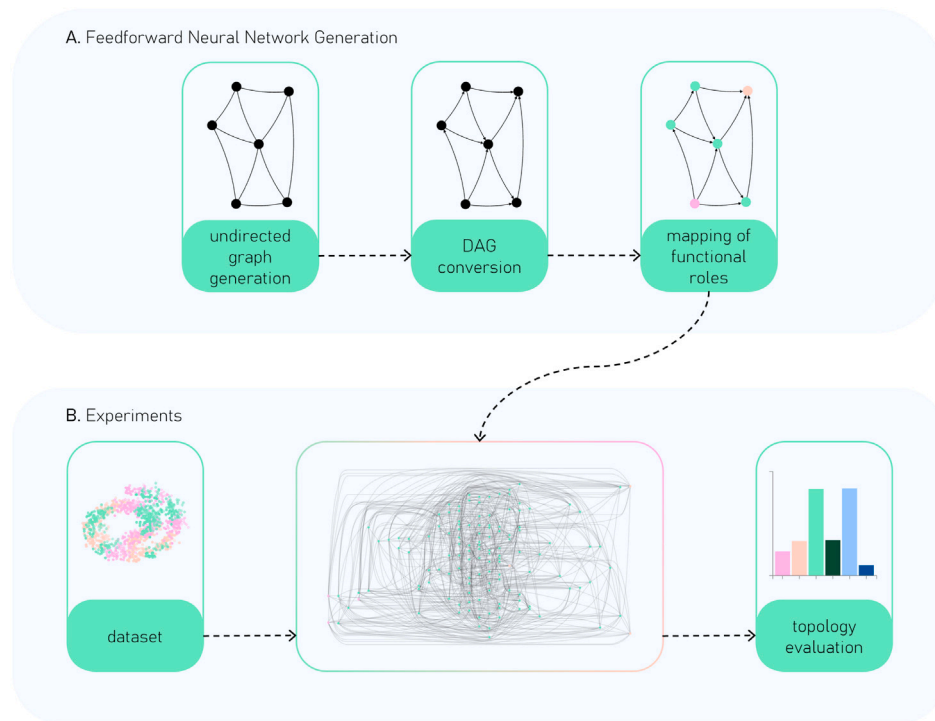 A. Feedforward Neural Network Generation
undirected
graph
generation
DAG
conversion
mapping of
functional
roles
B. Experiments
dataset
topology
evaluation